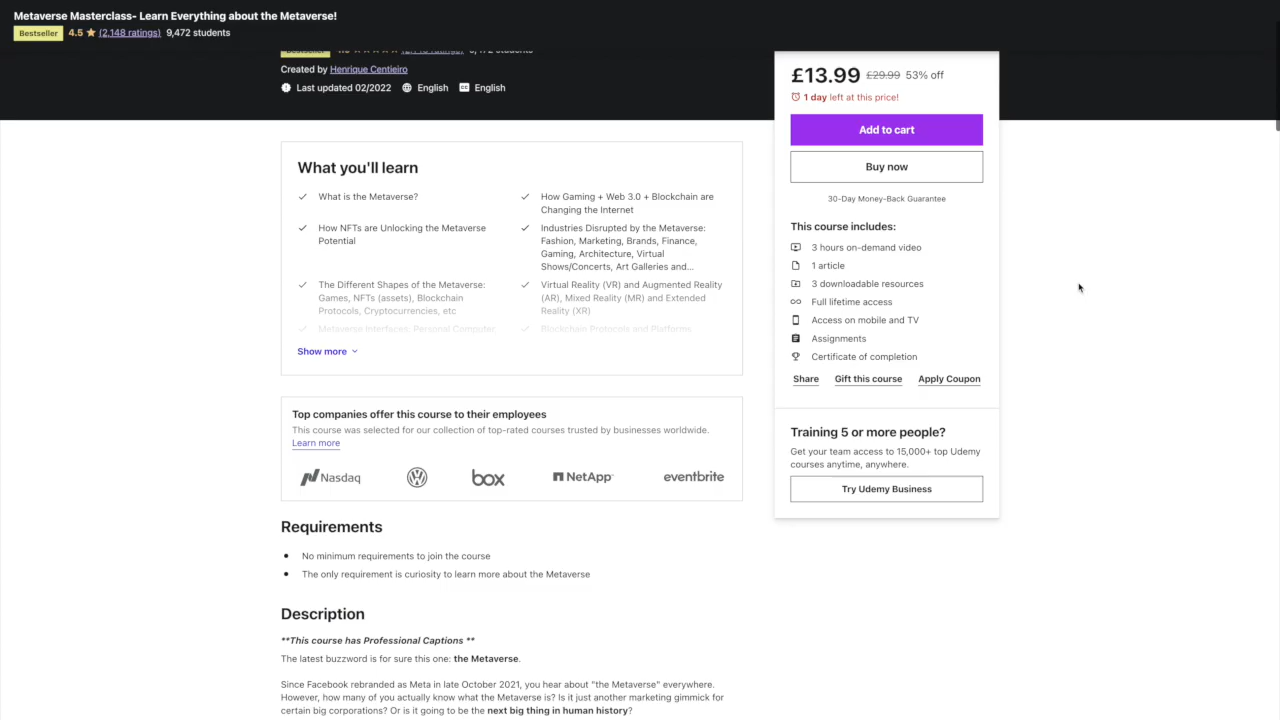 Metaverse Masterclass- Learn Everything about the Metaverse!
Bestseller 4.5 (2,148 ratings) 9,472 students
Created by Henrique Centieiro
Last updated 02/2022 English English
What you'll learn
What is the Metaverse?
How NFTs are Unlocking the Metaverse
Potential
The Different Shapes of the Metaverse:
Games, NFTs (assets), Blockchain
Protocols, Cryptocurrencies, etc
Metaverse Interfaces: Personal Computer
How Gaming + Web 3.0 + Blockchain are
Changing the Internet
Industries Disrupted by the Metaverse:
Fashion, Marketing, Brands, Finance,
Gaming, Architecture, Virtual
Shows/Concerts, Art Galleries and...
Virtual Reality (VR) and Augmented Reality
(AR), Mixed Reality (MR) and Extended
Reality (XR)
Blockchain Protocols and Platforms
Show more
Top companies offer this course to their employees
This course was selected for our collection of top-rated courses trusted by businesses worldwide.
Learn more
Nasdaq box NetApp eventbrite
Requirements
No minimum requirements to join the course
The only requirement is curiosity to learn more about the Metaverse
Description
**This course has Professional Captions **
The latest buzzword is for sure this one: the Metaverse.
Since Facebook rebranded as Meta in late October 2021, you hear about "the Metaverse" everywhere.
However, how many of you actually know what the Metaverse is? Is it just another marketing gimmick for
certain big corporations? Or is it going to be the next big thing in human history?
£13.99 £29.99 53% off
1 day left at this price!
Add to cart
Buy now
30-Day Money-Back Guarantee
This course includes:
3 hours on-demand video
1 article
3 downloadable resources
Full lifetime access
Access on mobile and TV
Assignments
Certificate of completion
Share Gift this course Apply Coupon
Training 5 or more people?
Get your team access to 15,000+ top Udemy
courses anytime, anywhere.
Try Udemy Business